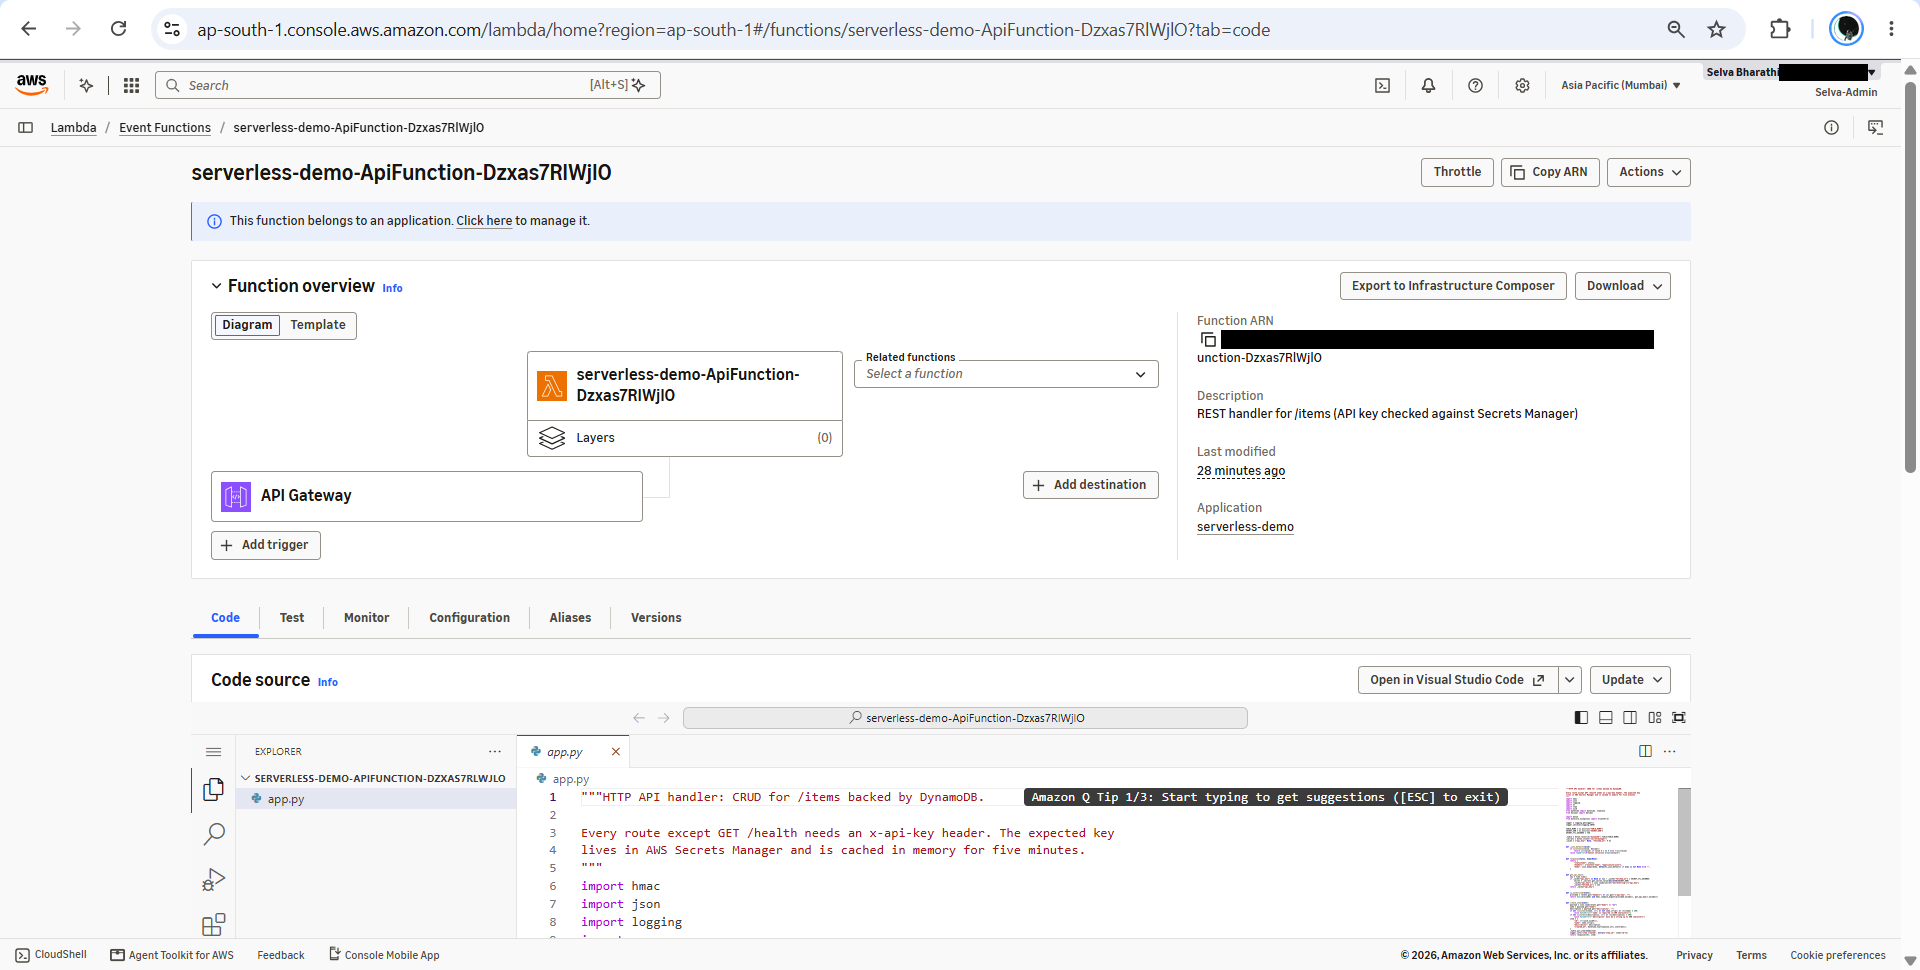 ap-south-1.console.aws.amazon.com/lambda/home?region=ap-south-1#/functions/serverless-demo-ApiFunction-Dzxas7RlWjlO?tab=code
aws
Search
[Alt+S]
Asia Pacific (Mumbai)
Selva Bharathi
Selva-Admin
Lambda / Event Functions / serverless-demo-ApiFunction-Dzxas7RlWjlO
serverless-demo-ApiFunction-Dzxas7RlWjlO
Throttle
Copy ARN
Actions
This function belongs to an application. Click here to manage it.
Function overview Info
Export to Infrastructure Composer
Download
Diagram
Template
serverless-demo-ApiFunction-
Dzxas7RlWjlO
Layers (0)
Related functions
Select a function
API Gateway
Add trigger
Add destination
Function ARN
unction-Dzxas7RlWjlO
Description
REST handler for /items (API key checked against Secrets Manager)
Last modified
28 minutes ago
Application
serverless-demo
Code
Test
Monitor
Configuration
Aliases
Versions
Code source Info
Open in Visual Studio Code
Update
serverless-demo-ApiFunction-Dzxas7RlWjlO
EXPLORER
SERVERLESS-DEMO-APIFUNCTION-DZXAS7RLWJLO
app.py
app.py
app.py
1 """HTTP API handler: CRUD for /items backed by DynamoDB.
Amazon Q Tip 1/3: Start typing to get suggestions ([ESC] to exit)
2
3 Every route except GET /health needs an x-api-key header. The expected key
4 lives in AWS Secrets Manager and is cached in memory for five minutes.
5 """
6 import hmac
7 import json
8 import logging
CloudShell
Agent Toolkit for AWS
Feedback
Console Mobile App
© 2026, Amazon Web Services, Inc. or its affiliates.
Privacy
Terms
Cookie preferences